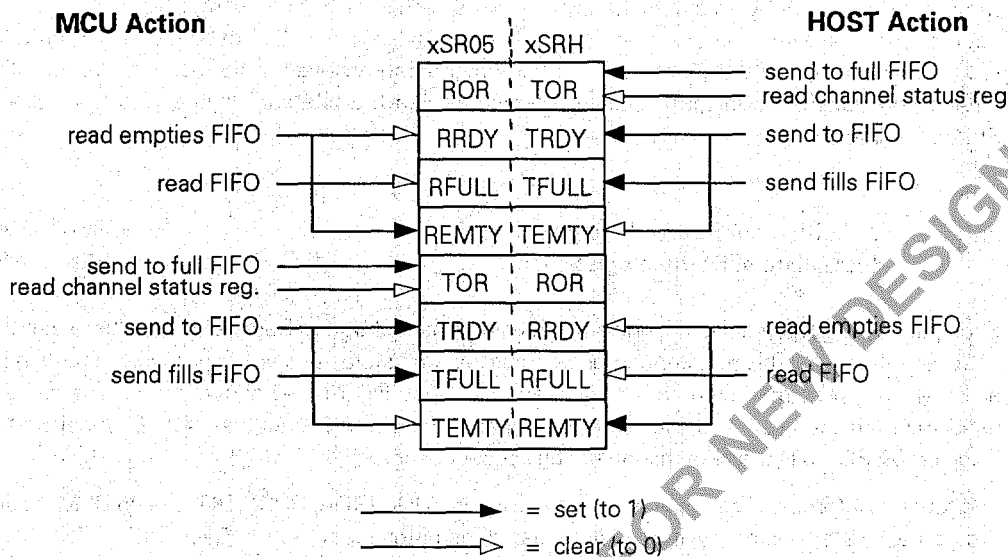 MCU Action
HOST Action
xSR05 xSRH
ROR TOR
send to full FIFO
read channel status reg
read empties FIFO
RRDY TRDY
send to FIFO
read FIFO
RFULL TFULL
send fills FIFO
REMTY TEMTY
send to full FIFO
read channel status reg.
TOR ROR
send to FIFO
TRDY RRDY
read empties FIFO
send fills FIFO
TFULL RFULL
read FIFO
TEMTY REMTY
= set (to 1)
= clear (to 0)
OR NEW DESIGN